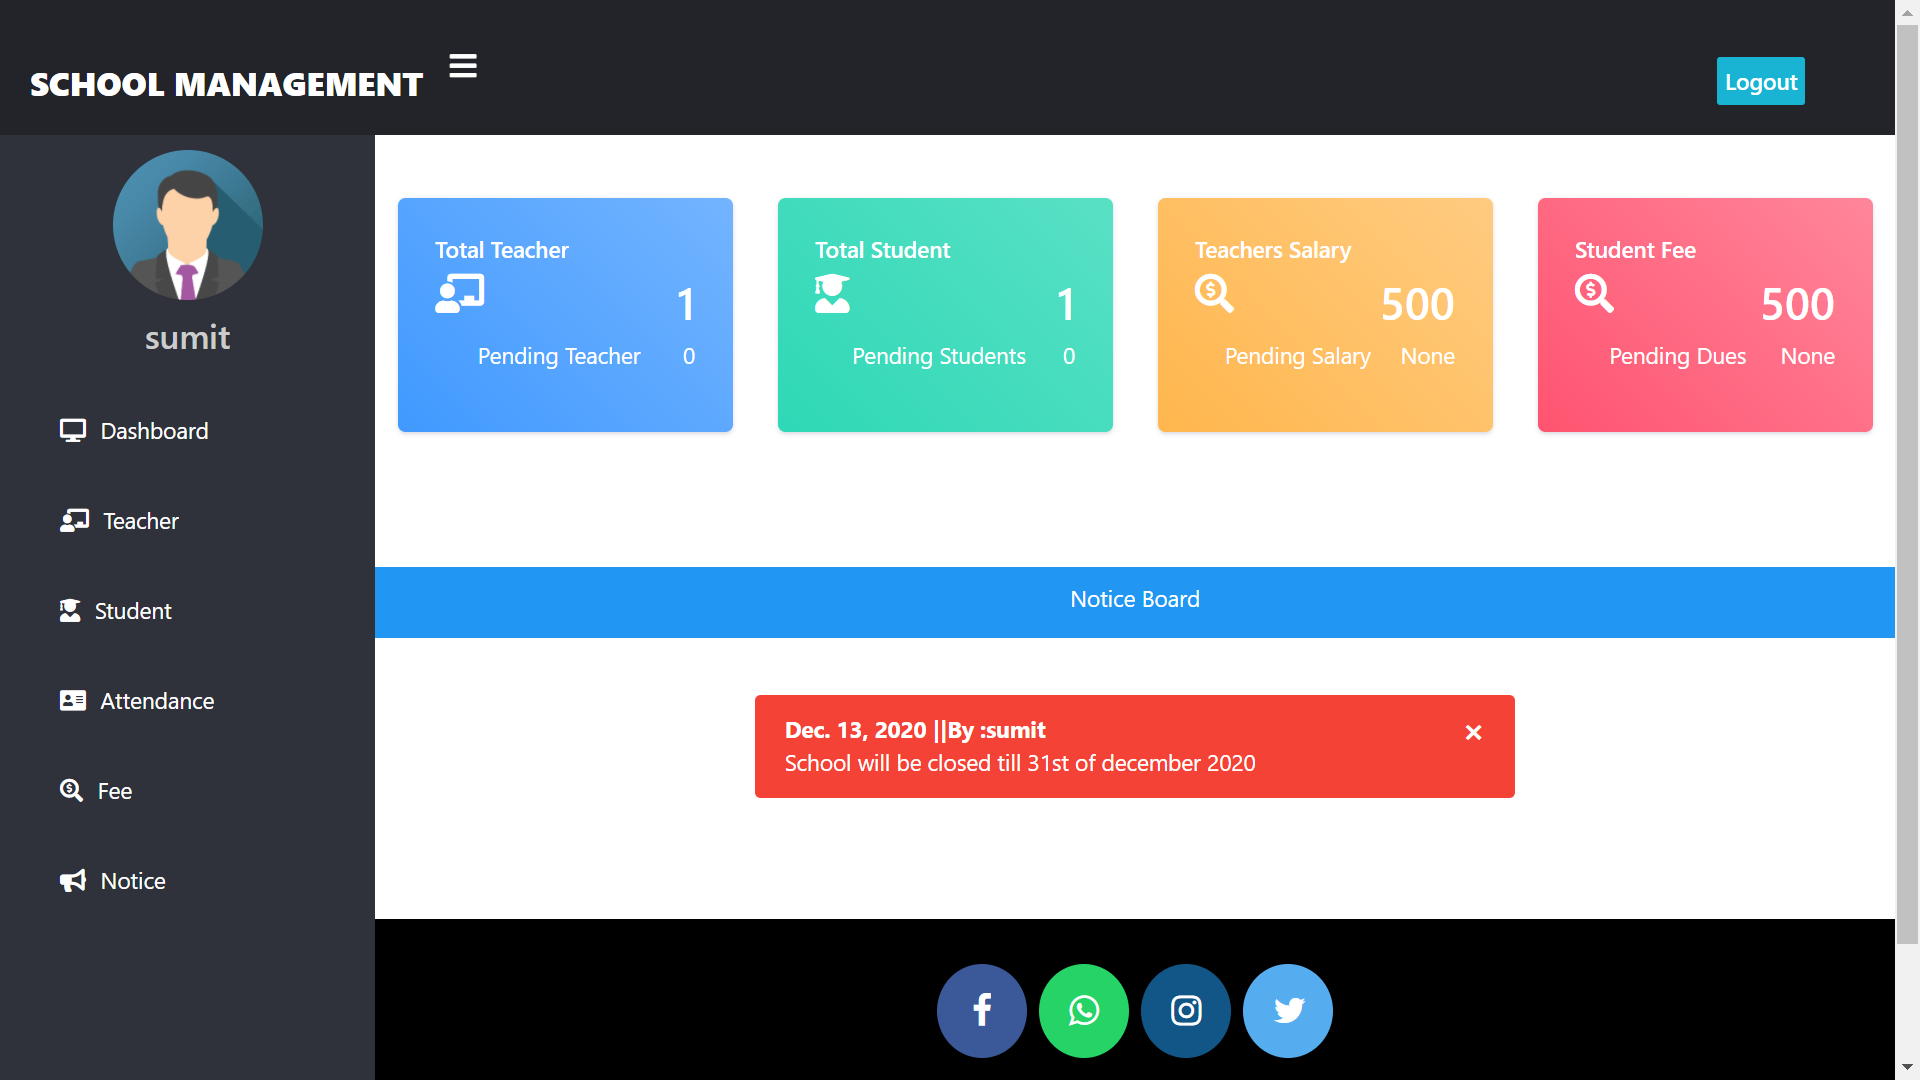 SCHOOL MANAGEMENT
Logout
sumit
Dashboard
Teacher
Student
Attendance
Fee
Notice
Total Teacher
1
Pending Teacher 0
Total Student
1
Pending Students 0
Teachers Salary
500
Pending Salary None
Student Fee
500
Pending Dues None
Notice Board
Dec. 13, 2020 ||By :sumit
×
School will be closed till 31st of december 2020